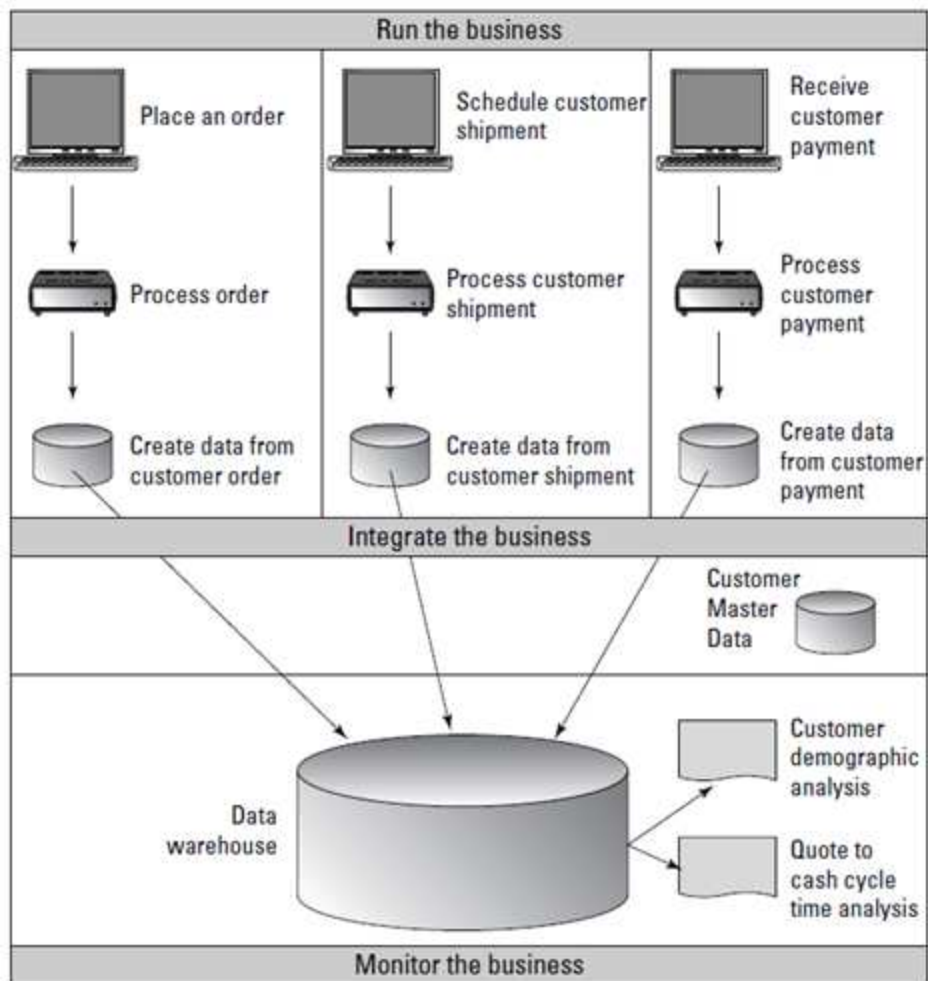 Run the business
Place an order
Schedule customer
shipment
Receive
customer
payment
Process order
Process customer
shipment
Process
customer
payment
Create data from
customer order
Create data from
customer shipment
Create data
from customer
payment
Integrate the business
Customer
Master
Data
Data
warehouse
Customer
demographic
analysis
Quote to
cash cycle
time analysis
Monitor the business